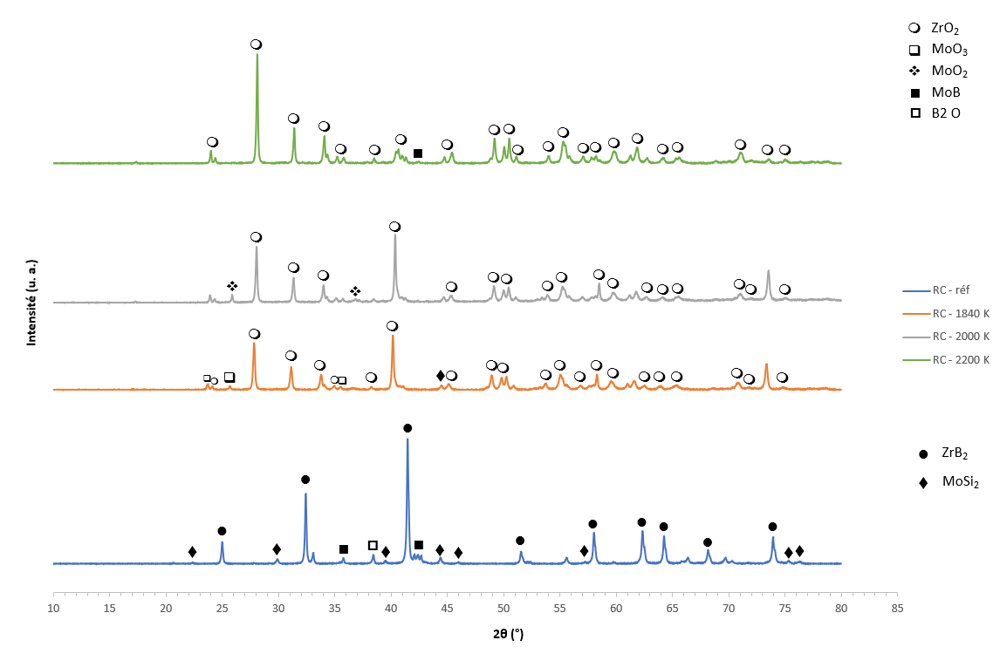 ZrO2
MoO3
MoO2
MoB
B2 O
Intensité (u. a.)
RC - réf
RC - 1840 K
RC - 2000 K
RC - 2200 K
ZrB2
MoSi2
10 15 20 25 30 35 40 45 50 55 60 65 70 75 80 85
2θ (°)